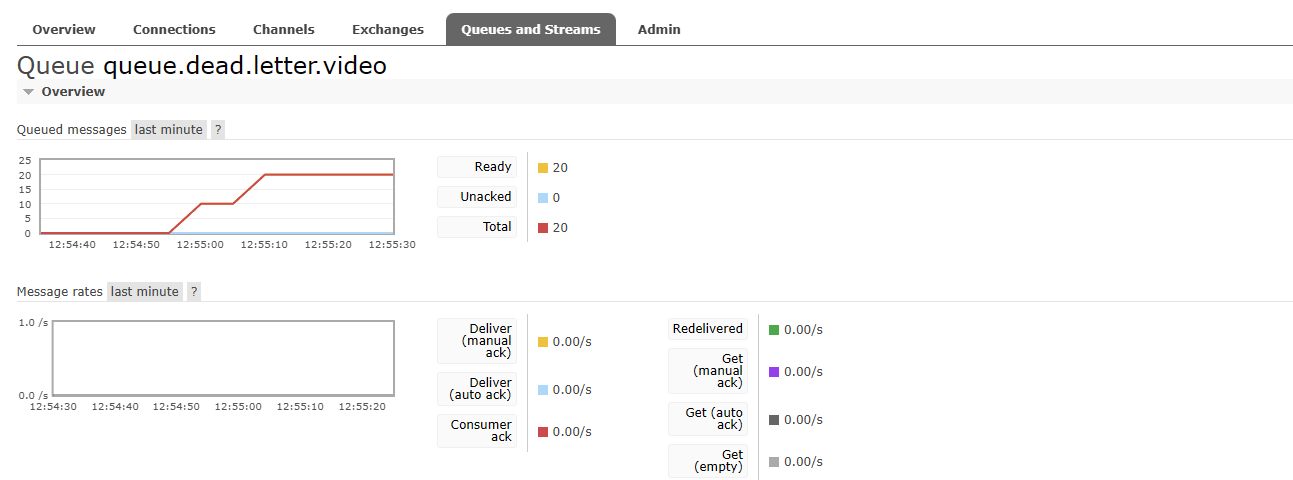 Overview Connections Channels Exchanges Queues and Streams Admin
Queue queue.dead.letter.video
Overview
Queued messages last minute ?
25
20
15
10
5
0
12:54:40 12:54:50 12:55:00 12:55:10 12:55:20 12:55:30
Ready 20
Unacked 0
Total 20
Message rates last minute ?
1.0 /s
0.0 /s
12:54:30 12:54:40 12:54:50 12:55:00 12:55:10 12:55:20
Deliver
(manual
ack) 0.00/s
Deliver
(auto ack) 0.00/s
Consumer
ack 0.00/s
Redelivered 0.00/s
Get
(manual
ack) 0.00/s
Get (auto
ack) 0.00/s
Get
(empty) 0.00/s